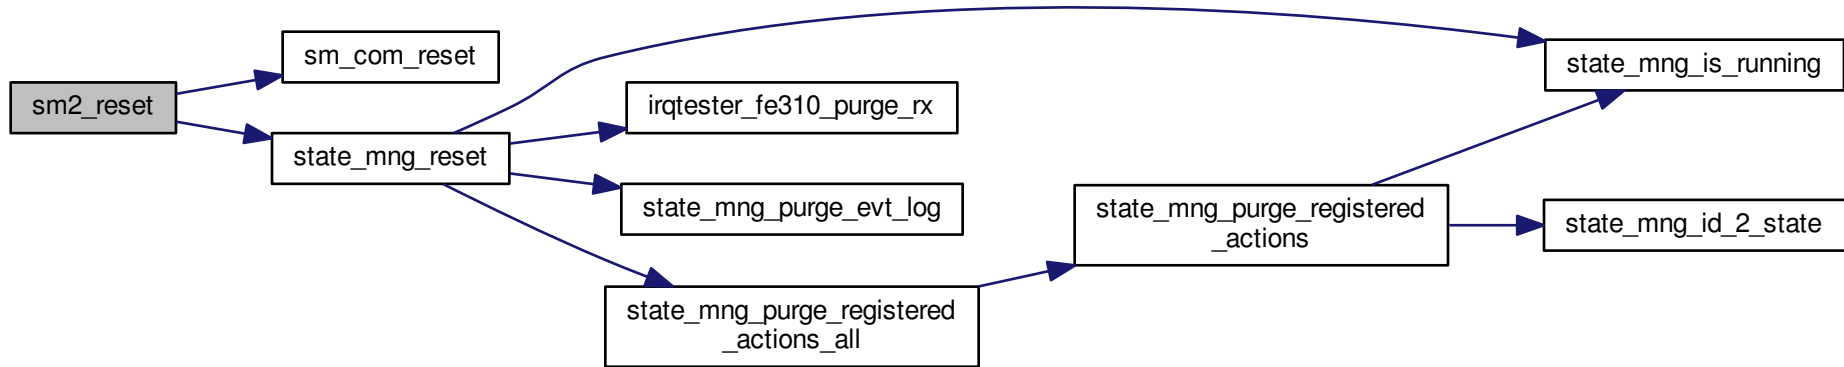 sm2_reset
sm_com_reset
state_mng_reset
irqtester_fe310_purge_rx
state_mng_purge_evt_log
state_mng_purge_registered
_actions_all
state_mng_purge_registered
_actions
state_mng_is_running
state_mng_id_2_state